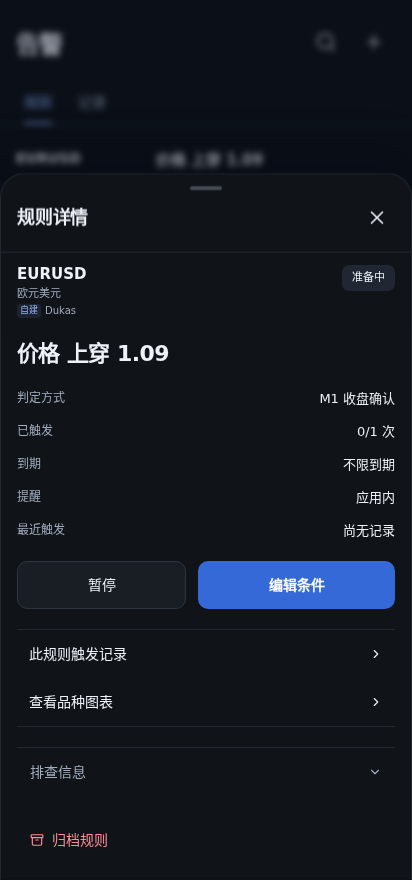 告警
规则 记录
EURUSD 价格 上穿 1.09
规则详情
EURUSD
准备中
欧元美元
自建 Dukas
价格 上穿 1.09
判定方式 M1 收盘确认
已触发 0/1 次
到期 不限到期
提醒 应用内
最近触发 尚无记录
暂停 编辑条件
此规则触发记录
查看品种图表
排查信息
归档规则